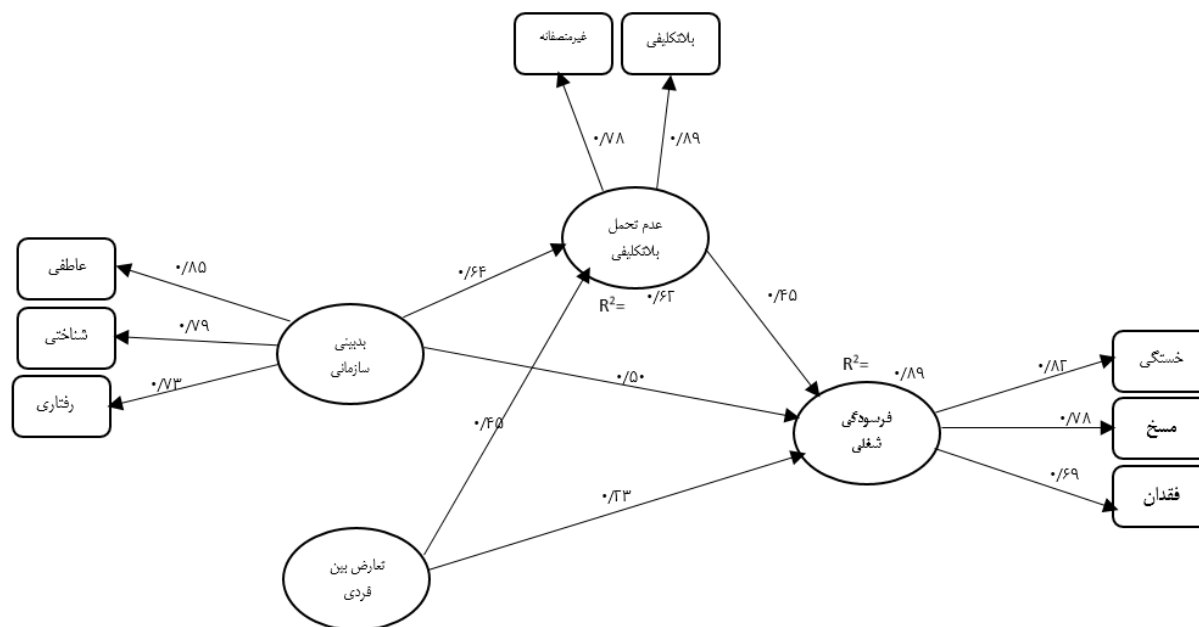 غیرمنصفانه
بلاتکلیفی
۰/۷۸
۰/۸۹
عدم تحمل
بلاتکلیفی
R²= ۰/۶۲
عاطفی
شناختی
رفتاری
۰/۸۵
۰/۷۹
۰/۷۳
بدبینی
سازمانی
۰/۶۴
۰/۵۰
۰/۴۵
۰/۴۵
۰/۲۳
تعارض بین
فردی
R²= ۰/۸۹
فرسودگی
شغلی
۰/۸۲
۰/۷۸
۰/۶۹
خستگی
مسخ
فقدان